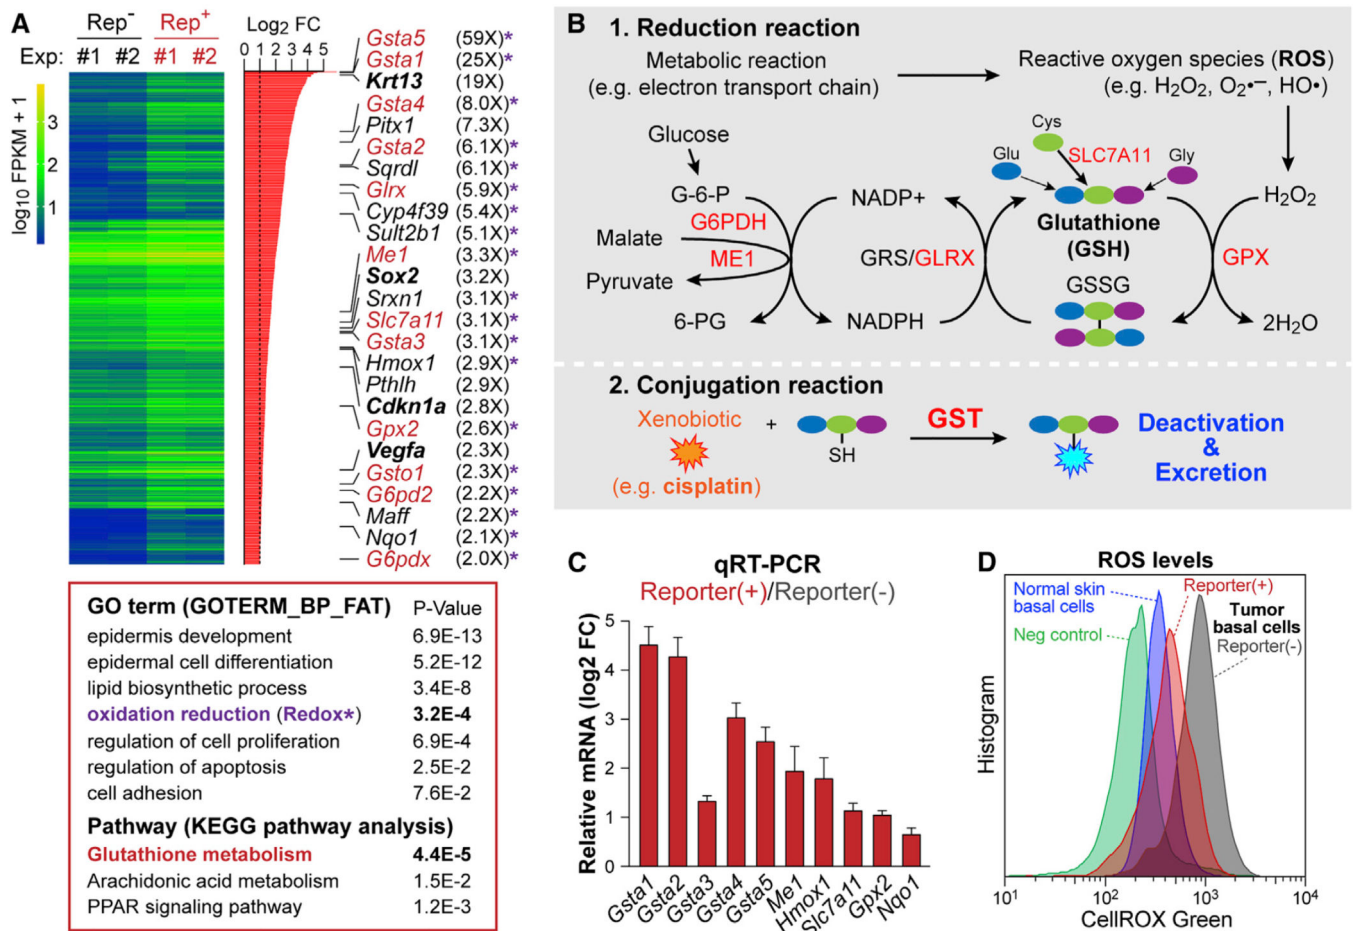 A
Rep⁻ Rep⁺
Exp: #1 #2 #1 #2
Log₂ FC
0 1 2 3 4 5
log₁₀ FPKM + 1
3
2
1
Gsta5 (59X)*
Gsta1 (25X)*
Krt13 (19X)
Gsta4 (8.0X)*
Pitx1 (7.3X)
Gsta2 (6.1X)*
Sqrdl (6.1X)*
Glrx (5.9X)*
Cyp4f39 (5.4X)*
Sult2b1 (5.1X)*
Me1 (3.3X)*
Sox2 (3.2X)
Srxn1 (3.1X)*
Slc7a11 (3.1X)*
Gsta3 (3.1X)*
Hmox1 (2.9X)*
Pthlh (2.9X)
Cdkn1a (2.8X)
Gpx2 (2.6X)*
Vegfa (2.3X)
Gsto1 (2.3X)*
G6pd2 (2.2X)*
Maff (2.2X)*
Nqo1 (2.1X)*
G6pdx (2.0X)*
GO term (GOTERM_BP_FAT) P-Value
epidermis development 6.9E-13
epidermal cell differentiation 5.2E-12
lipid biosynthetic process 3.4E-8
oxidation reduction (Redox*) 3.2E-4
regulation of cell proliferation 6.9E-4
regulation of apoptosis 2.5E-2
cell adhesion 7.6E-2
Pathway (KEGG pathway analysis)
Glutathione metabolism 4.4E-5
Arachidonic acid metabolism 1.5E-2
PPAR signaling pathway 1.2E-3
B
1. Reduction reaction
Metabolic reaction
(e.g. electron transport chain)
Reactive oxygen species (ROS)
(e.g. H₂O₂, O₂•⁻, HO•)
Glucose
G-6-P
G6PDH
Malate
ME1
Pyruvate
6-PG
NADP+
GRS/GLRX
NADPH
Cys
Glu
SLC7A11
Gly
Glutathione
(GSH)
GSSG
H₂O₂
GPX
2H₂O
2. Conjugation reaction
Xenobiotic
+
(e.g. cisplatin)
SH
GST
Deactivation
&
Excretion
C
qRT-PCR
Reporter(+)/Reporter(-)
Relative mRNA (log2 FC)
5
4
3
2
1
0
Gsta1 Gsta2 Gsta3 Gsta4 Gsta5 Me1 Hmox1 Slc7a11 Gpx2 Nqo1
D
ROS levels
Normal skin
basal cells
Neg control
Reporter(+)
Tumor
basal cells
Reporter(-)
Histogram
10¹ 10² 10³ 10⁴
CellROX Green